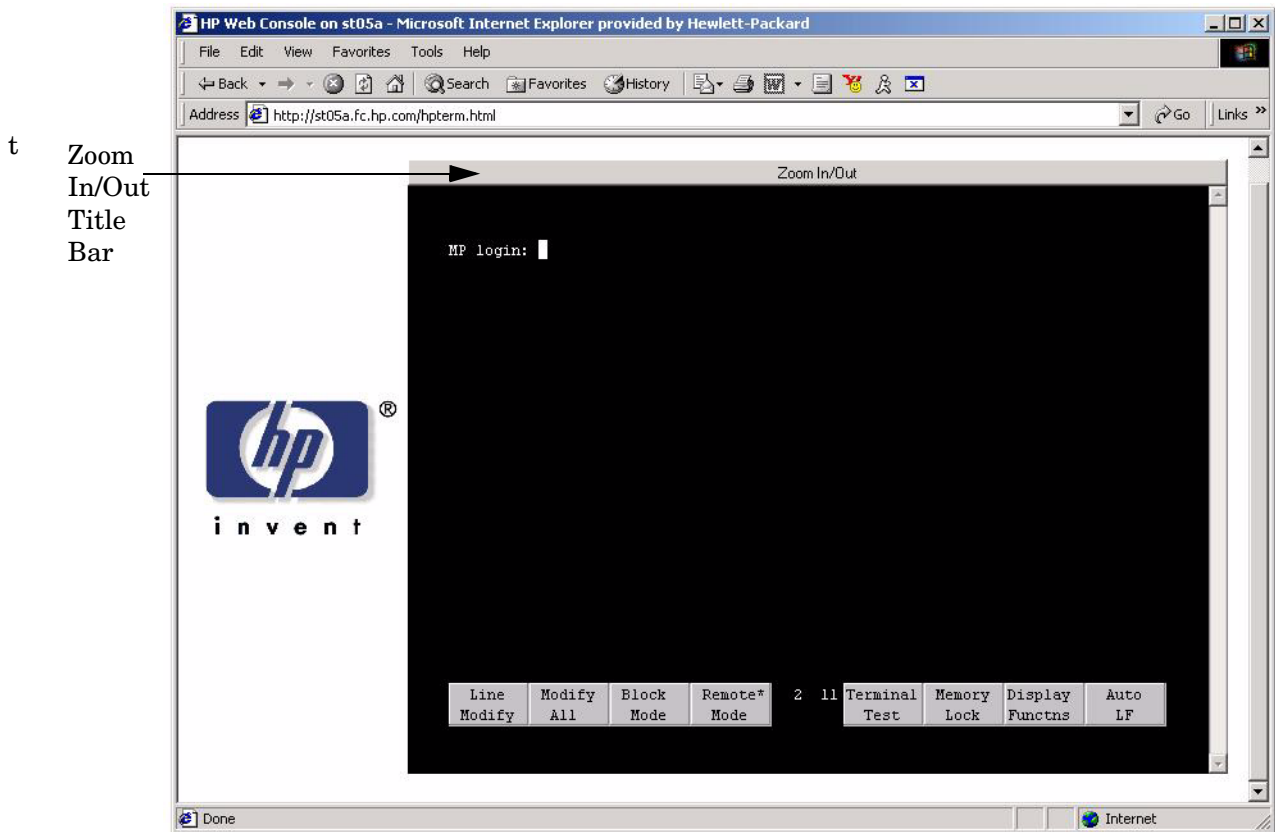 HP Web Console on st05a - Microsoft Internet Explorer provided by Hewlett-Packard
File Edit View Favorites Tools Help
Back Search Favorites History
Address http://st05a.fc.hp.com/hpterm.html Go Links »
t
Zoom
In/Out
Title
Bar
Zoom In/Out
MP login:
hp ®
invent
Line Modify All Block Remote* 2 11 Terminal Memory Display Auto
Modify All Mode Mode Test Lock Functns LF
Done Internet